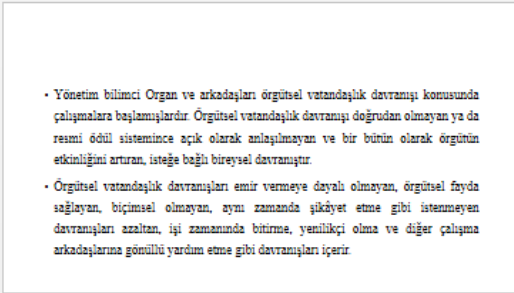 • Yönetim bilimci Organ ve arkadaşları örgütsel vatandaşlık davranışı konusunda
çalışmalara başlamışlardır. Örgütsel vatandaşlık davranışı doğrudan olmayan ya da
resmi ödül sistemince açık olarak anlaşılmayan ve bir bütün olarak örgütün
etkinliğini artıran, isteğe bağlı bireysel davranıştır.
• Örgütsel vatandaşlık davranışları emir vermeye dayalı olmayan, örgütsel fayda
sağlayan, biçimsel olmayan, aynı zamanda şikâyet etme gibi istenmeyen
davranışları azaltan, işi zamanında bitirme, yenilikçi olma ve diğer çalışma
arkadaşlarına gönüllü yardım etme gibi davranışları içerir.